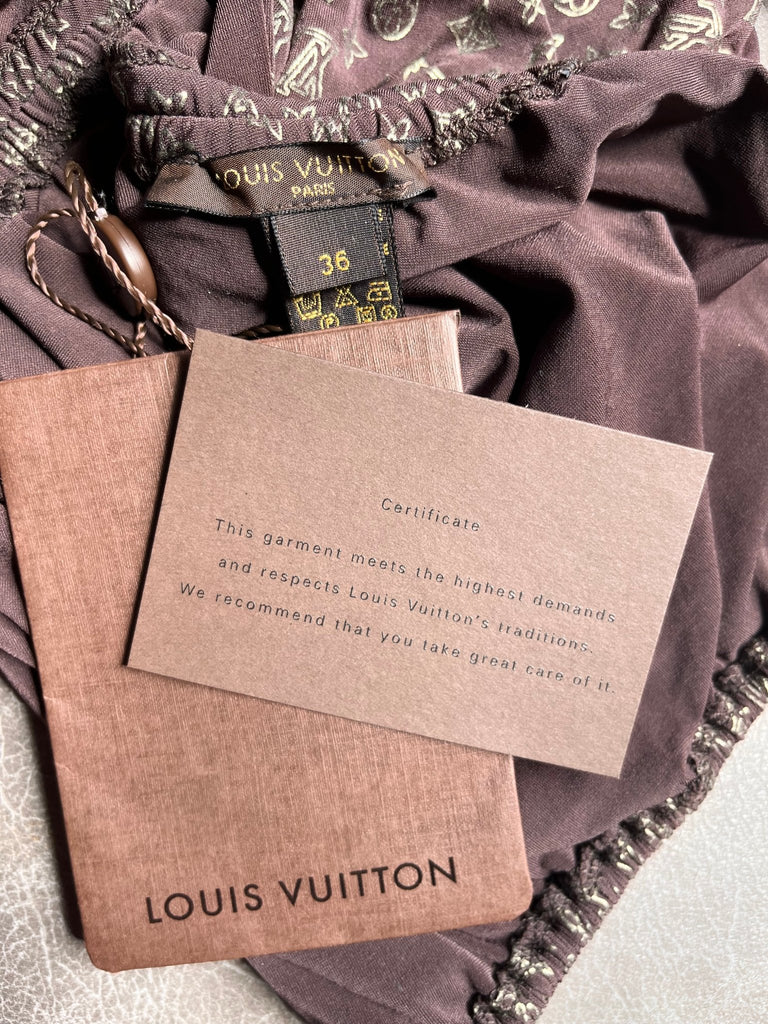 LOUIS VUITTON
PARIS
36
Certificate
This garment meets the highest demands
and respects Louis Vuitton's traditions.
We recommend that you take great care of it.
LOUIS VUITTON